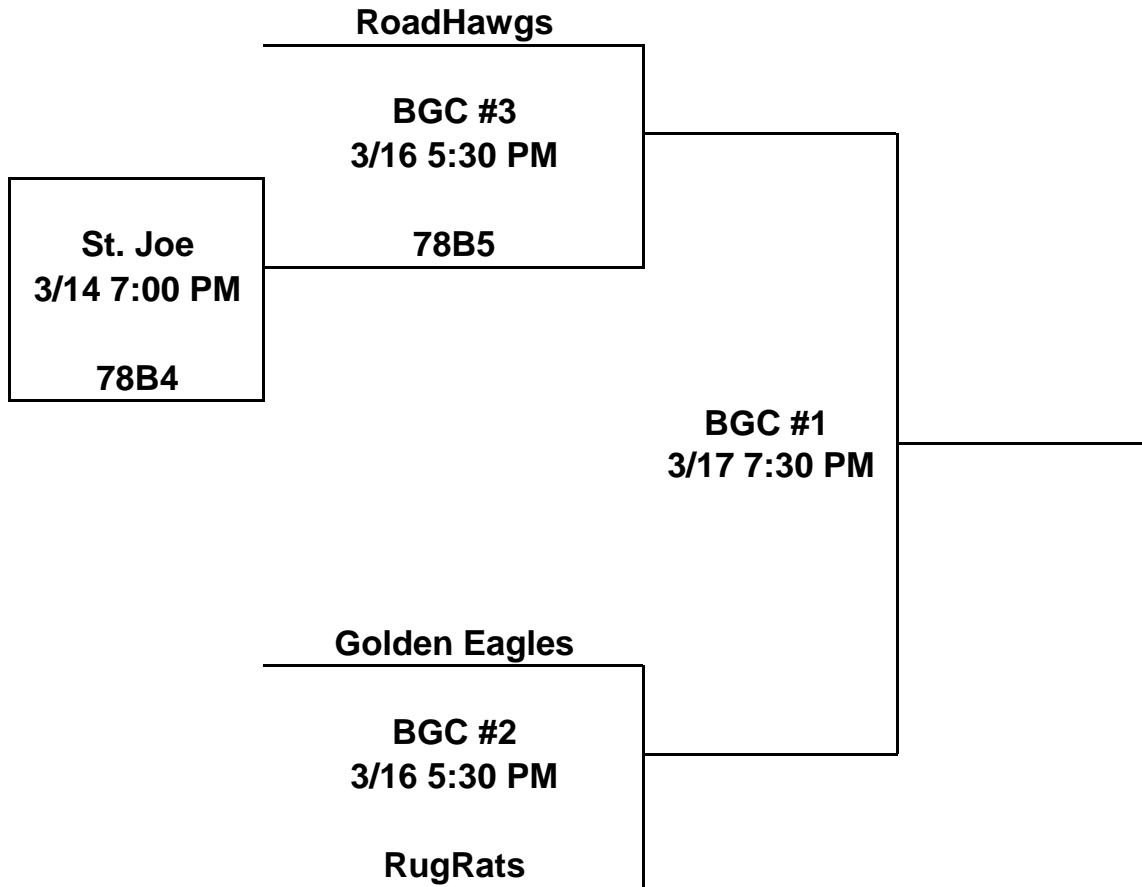 RoadHawgs
BGC #3
3/16 5:30 PM
St. Joe
3/14 7:00 PM
78B5
78B4
BGC #1
3/17 7:30 PM
Golden Eagles
BGC #2
3/16 5:30 PM
RugRats